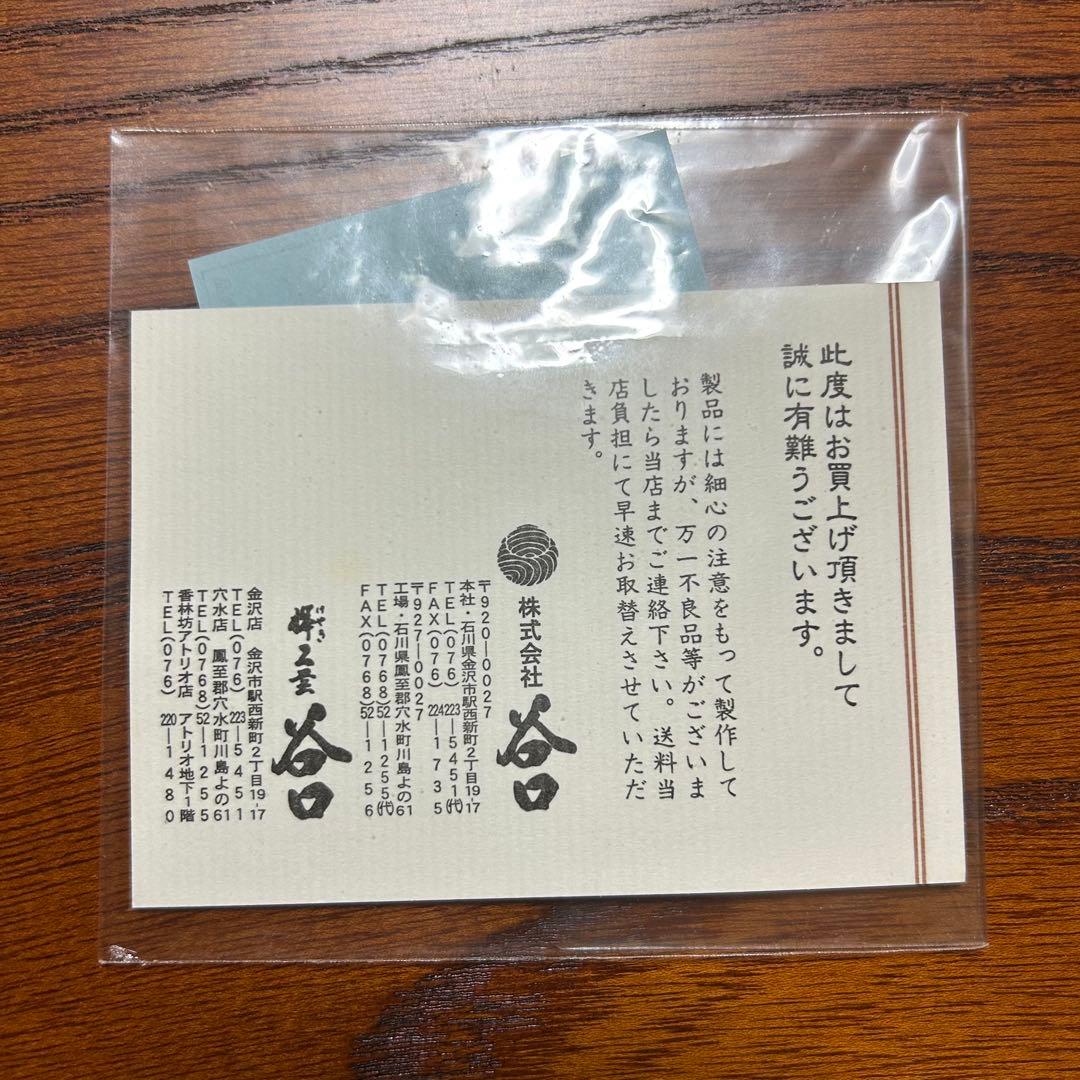 此度はお買上げ頂きまして
誠に有難うございます。
製品には細心の注意をもって製作して
おりますが、万一不良品等がございま
したら当店までご連絡下さい。送料当
店負担にて早速お取替えさせていただ
きます。
株式会社 谷口
〒920-0027
本社・石川県金沢市駅西新町2丁目19-17
TEL(076)223-5451(代)
FAX(076)224-1735
〒927-0027
工場・石川県鳳至郡穴水町川島よの61
TEL(0768)52-1255(代)
FAX(0768)52-1256
けやき
工芸 谷口
金沢店 金沢市駅西新町2丁目19-17
TEL(076)223-5451
穴水店 鳳至郡穴水町川島よの61
TEL(0768)52-1255
香林坊アトリオ店 アトリオ地下1階
TEL(076)220-1480